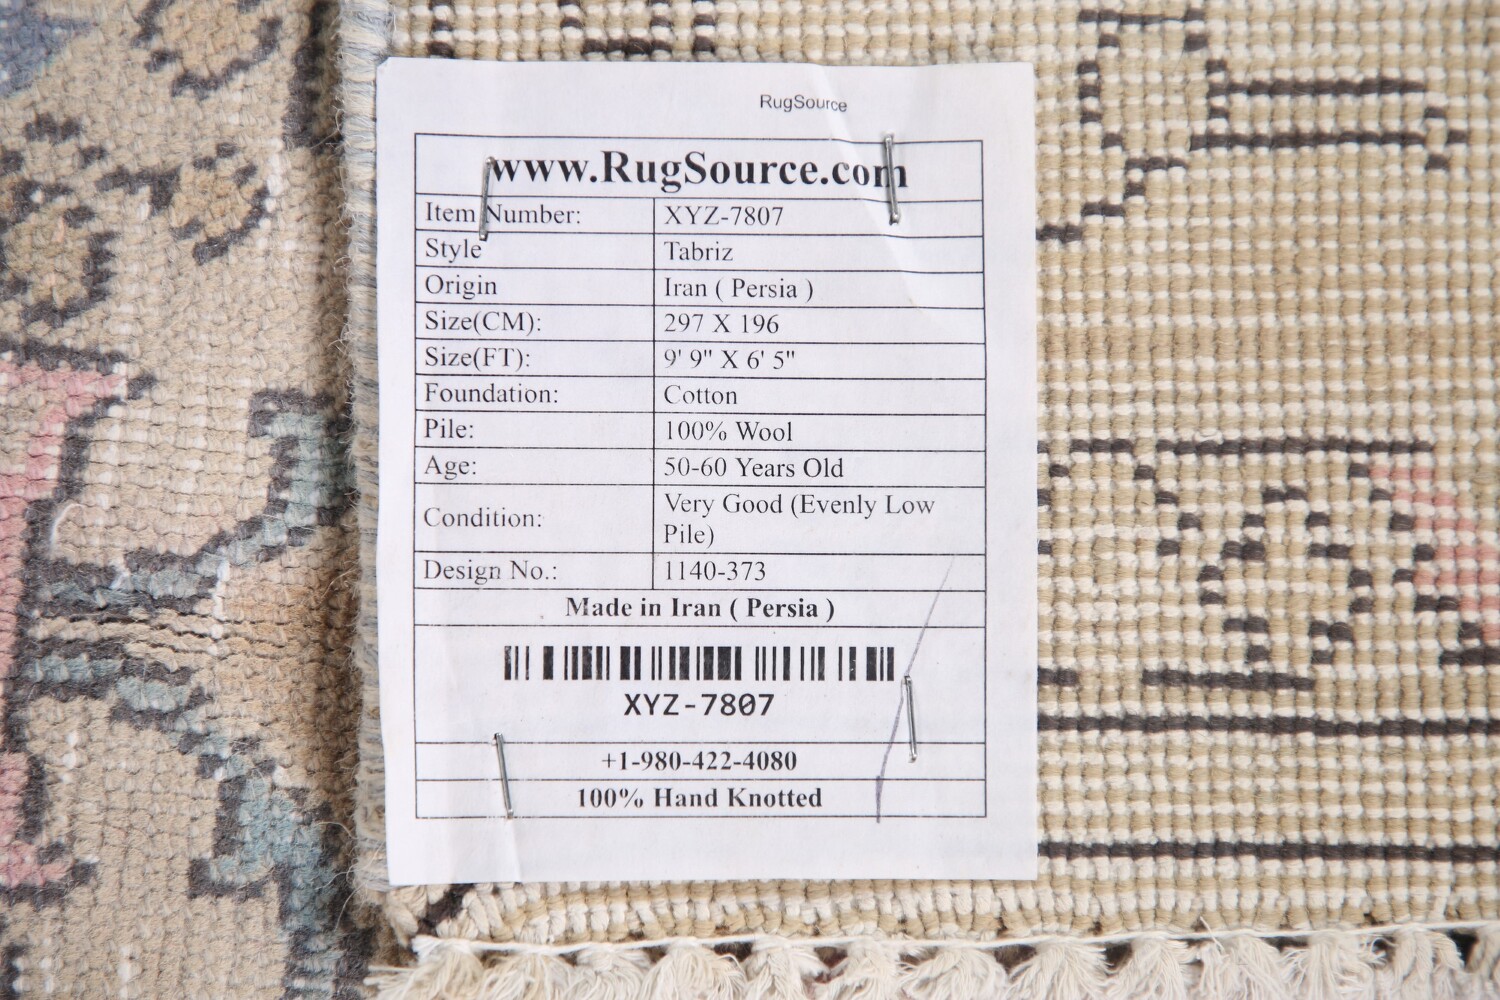 RugSource
www.RugSource.com
Item Number: XYZ-7807
Style Tabriz
Origin Iran ( Persia )
Size(CM): 297 X 196
Size(FT): 9' 9" X 6' 5"
Foundation: Cotton
Pile: 100% Wool
Age: 50-60 Years Old
Condition: Very Good (Evenly Low
Pile)
Design No.: 1140-373
Made in Iran ( Persia )
XYZ-7807
+1-980-422-4080
100% Hand Knotted